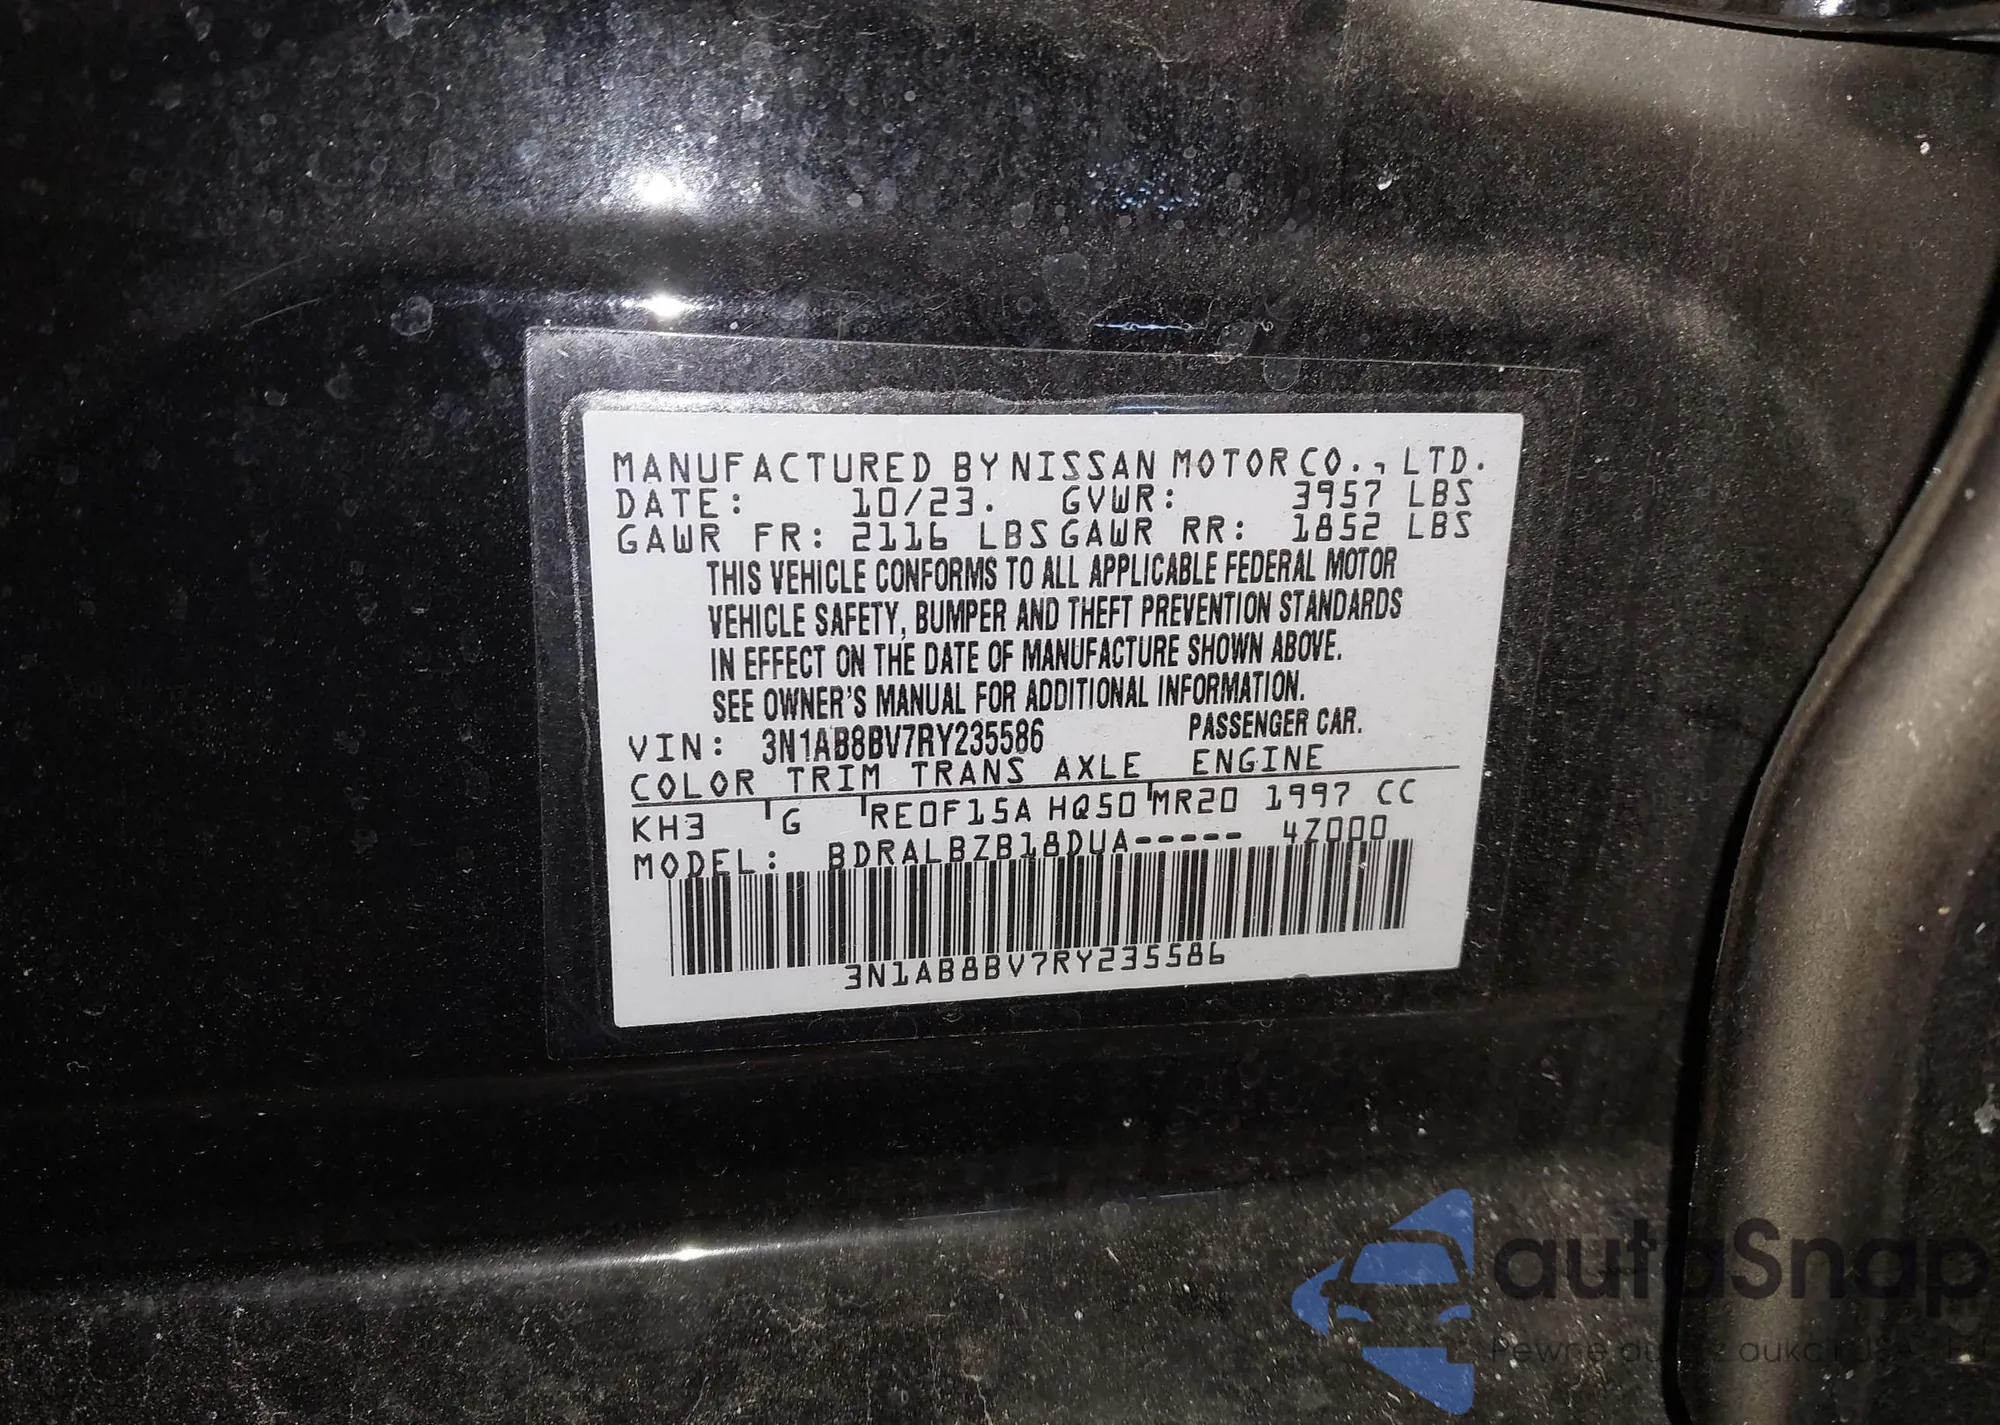 MANUFACTURED BY NISSAN MOTOR CO., LTD.
DATE: 10/23. GVWR: 3957 LBS
GAWR FR: 2116 LBS GAWR RR: 1852 LBS
THIS VEHICLE CONFORMS TO ALL APPLICABLE FEDERAL MOTOR
VEHICLE SAFETY, BUMPER AND THEFT PREVENTION STANDARDS
IN EFFECT ON THE DATE OF MANUFACTURE SHOWN ABOVE.
SEE OWNER'S MANUAL FOR ADDITIONAL INFORMATION.
VIN: 3N1AB8BV7RY235586 PASSENGER CAR.
COLOR TRIM TRANS AXLE ENGINE
KH3 G RE0F15A HQ50 MR20 1997 CC
MODEL: BDRALBZB18DUA----- 4Z000
3N1AB8BV7RY235586
autaSnap
Pewne